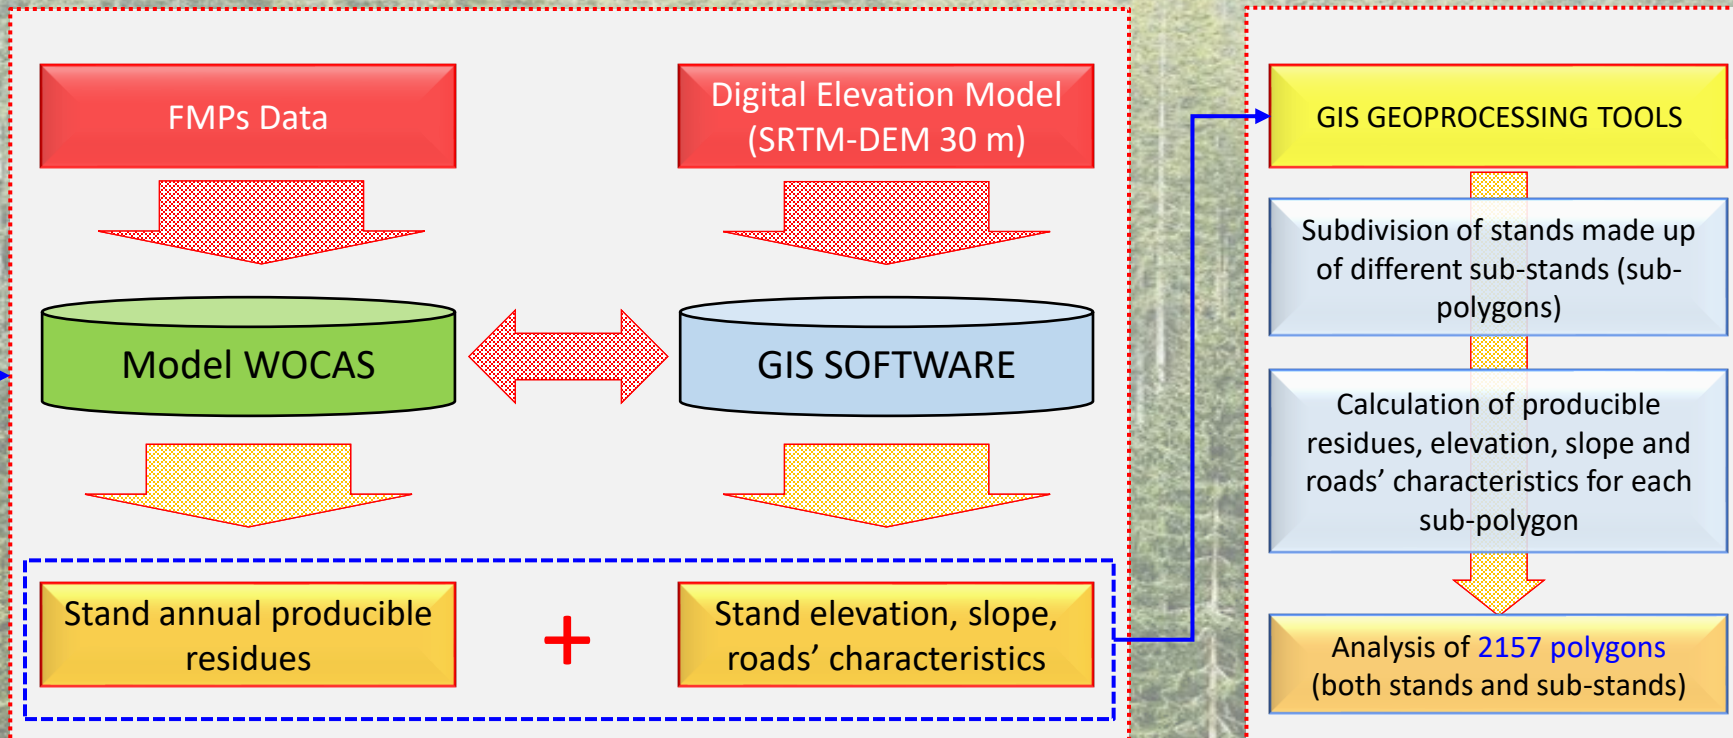 FMPs Data
Digital Elevation Model
(SRTM-DEM 30 m)
Model WOCAS
GIS SOFTWARE
Stand annual producible
residues
+
Stand elevation, slope,
roads’ characteristics
GIS GEOPROCESSING TOOLS
Subdivision of stands made up
of different sub-stands (sub-
polygons)
Calculation of producible
residues, elevation, slope and
roads’ characteristics for each
sub-polygon
Analysis of 2157 polygons
(both stands and sub-stands)